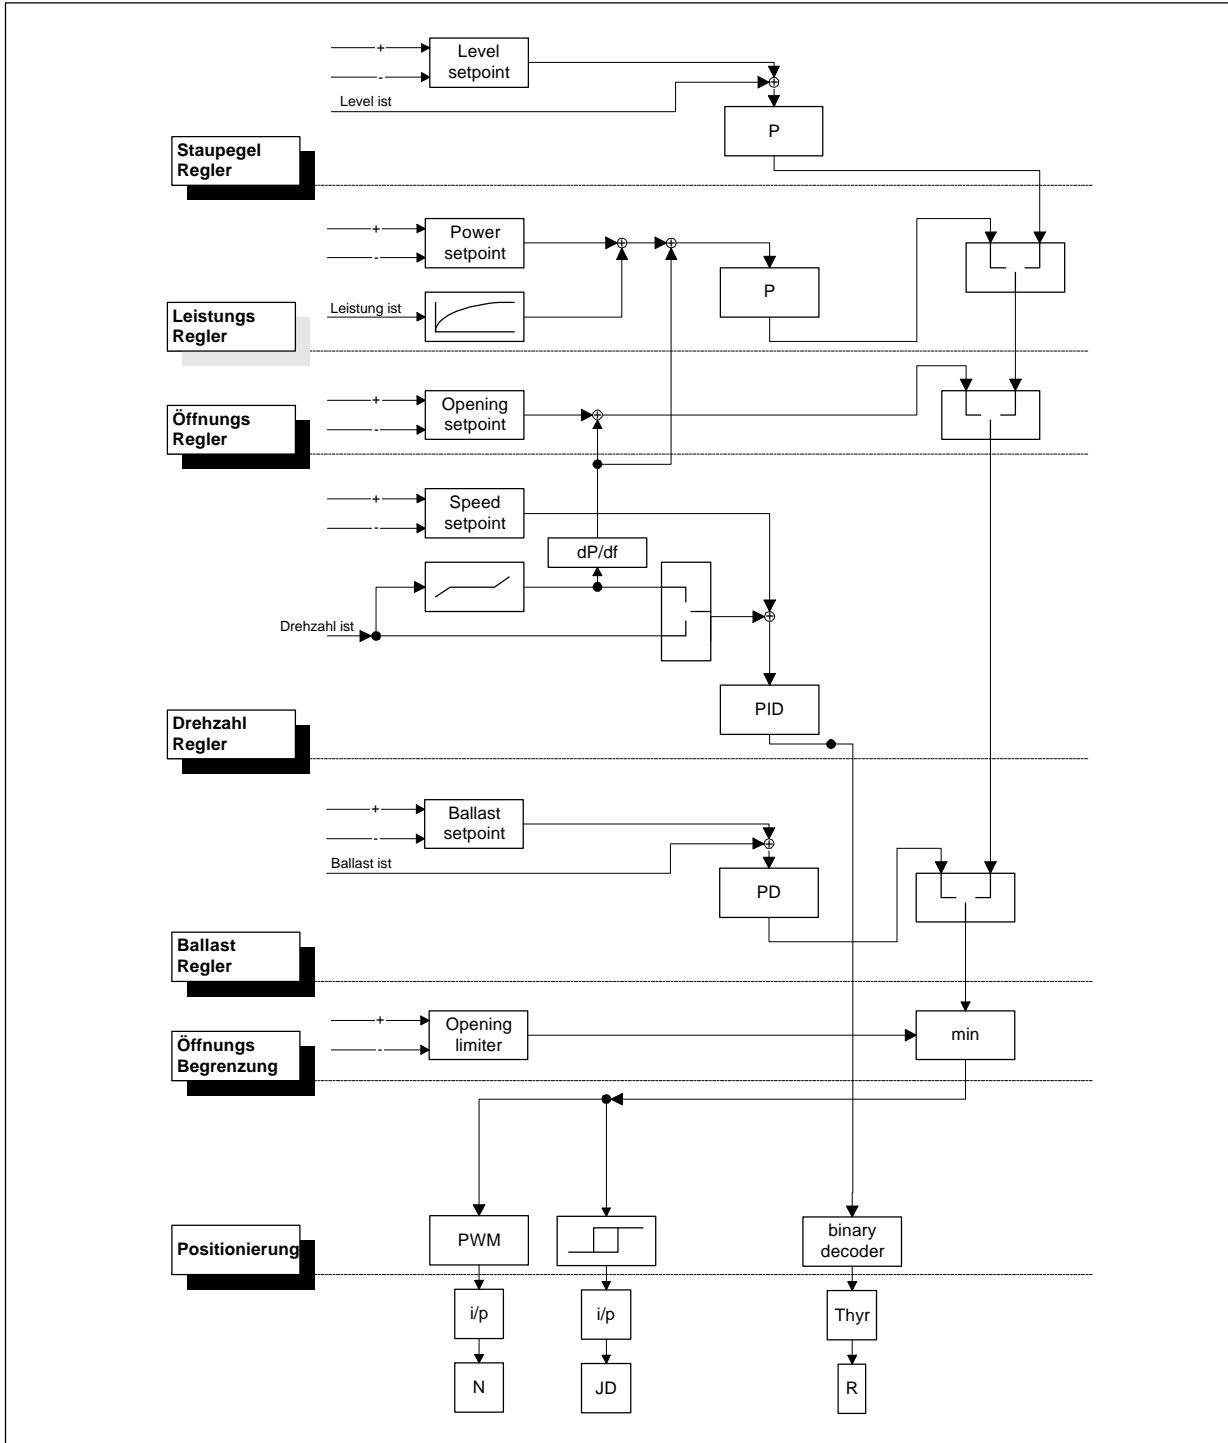 +
Level
setpoint
-
Level ist
P
Staupegel
Regler
+
Power
setpoint
-
P
Leistung ist
Leistungs
Regler
+
Opening
setpoint
-
Öffnungs
Regler
+
Speed
setpoint
-
dP/df
Drehzahl ist
PID
Drehzahl
Regler
+
Ballast
setpoint
-
Ballast ist
PD
Ballast
Regler
+
Opening
limiter
-
min
Öffnungs
Begrenzung
PWM
binary
decoder
Positionierung
i/p
i/p
Thyr
N
JD
R